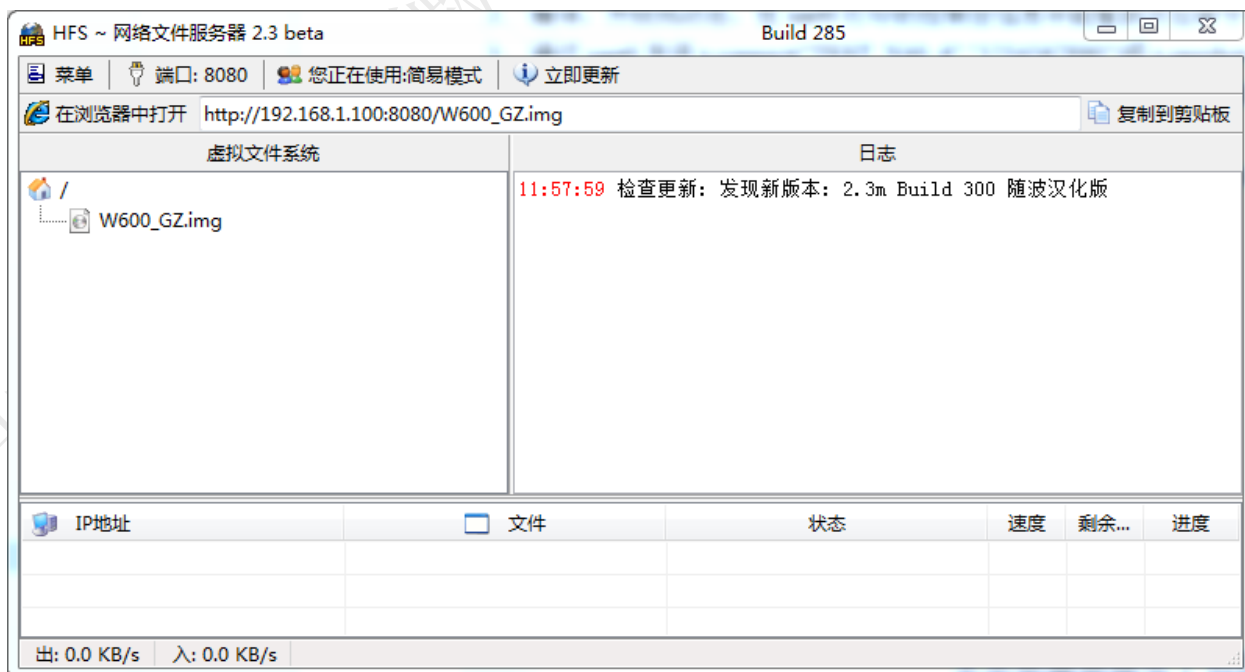 HFS ~ 网络文件服务器 2.3 beta Build 285
菜单 端口: 8080 您正在使用:简易模式 立即更新
在浏览器中打开 http://192.168.1.100:8080/W600_GZ.img 复制到剪贴板
虚拟文件系统 日志
/ 11:57:59 检查更新: 发现新版本: 2.3m Build 300 随波汉化版
W600_GZ.img
IP地址 文件 状态 速度 剩余... 进度
出: 0.0 KB/s 入: 0.0 KB/s